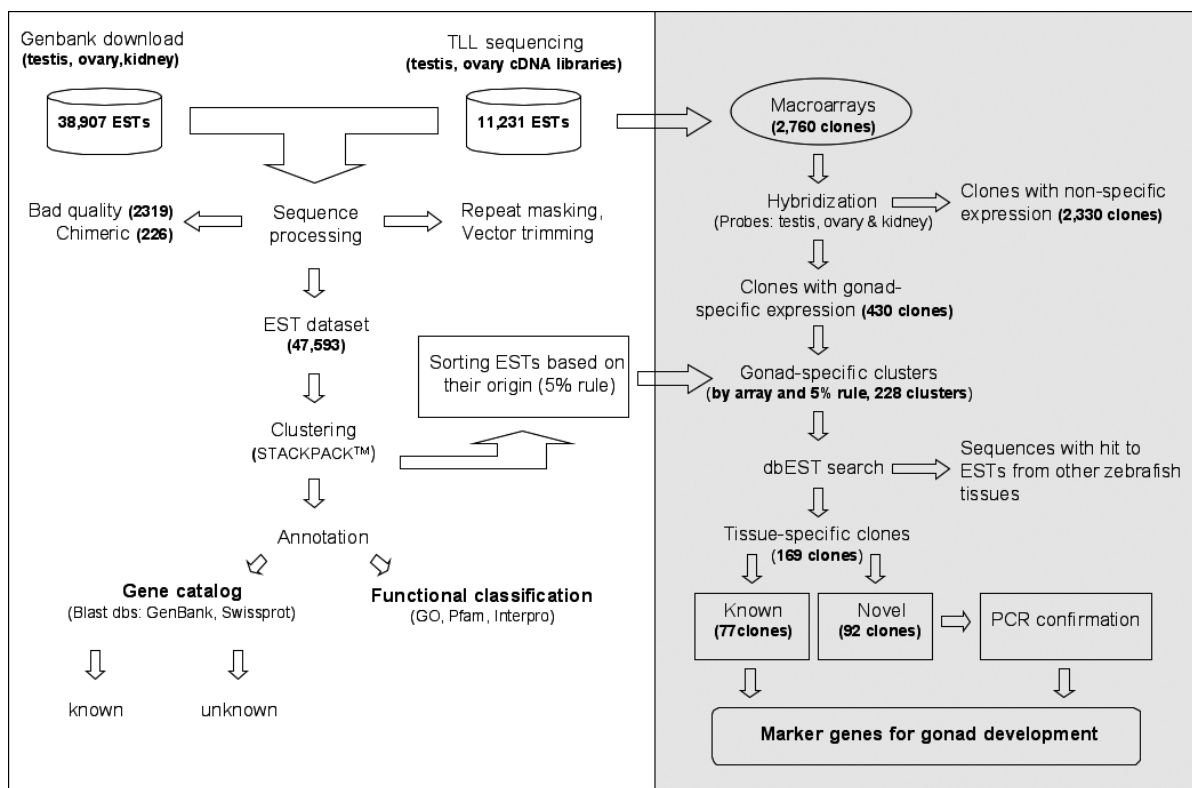 Genbank download
(testis, ovary,kidney)
38,907 ESTs
TLL sequencing
(testis, ovary cDNA libraries)
11,231 ESTs
Bad quality (2319)
Chimeric (226)
Sequence
processing
Repeat masking,
Vector trimming
EST dataset
(47,593)
Sorting ESTs based on
their origin (5% rule)
Clustering
(STACKPACK™)
Annotation
Gene catalog
(Blast dbs: GenBank, Swissprot)
Functional classification
(GO, Pfam, Interpro)
known
unknown
Macroarrays
(2,760 clones)
Hybridization
(Probes: testis, ovary & kidney)
Clones with non-specific
expression (2,330 clones)
Clones with gonad-
specific expression (430 clones)
Gonad-specific clusters
(by array and 5% rule, 228 clusters)
dbEST search
Sequences with hit to
ESTs from other zebrafish
tissues
Tissue-specific clones
(169 clones)
Known
(77clones)
Novel
(92 clones)
PCR confirmation
Marker genes for gonad development